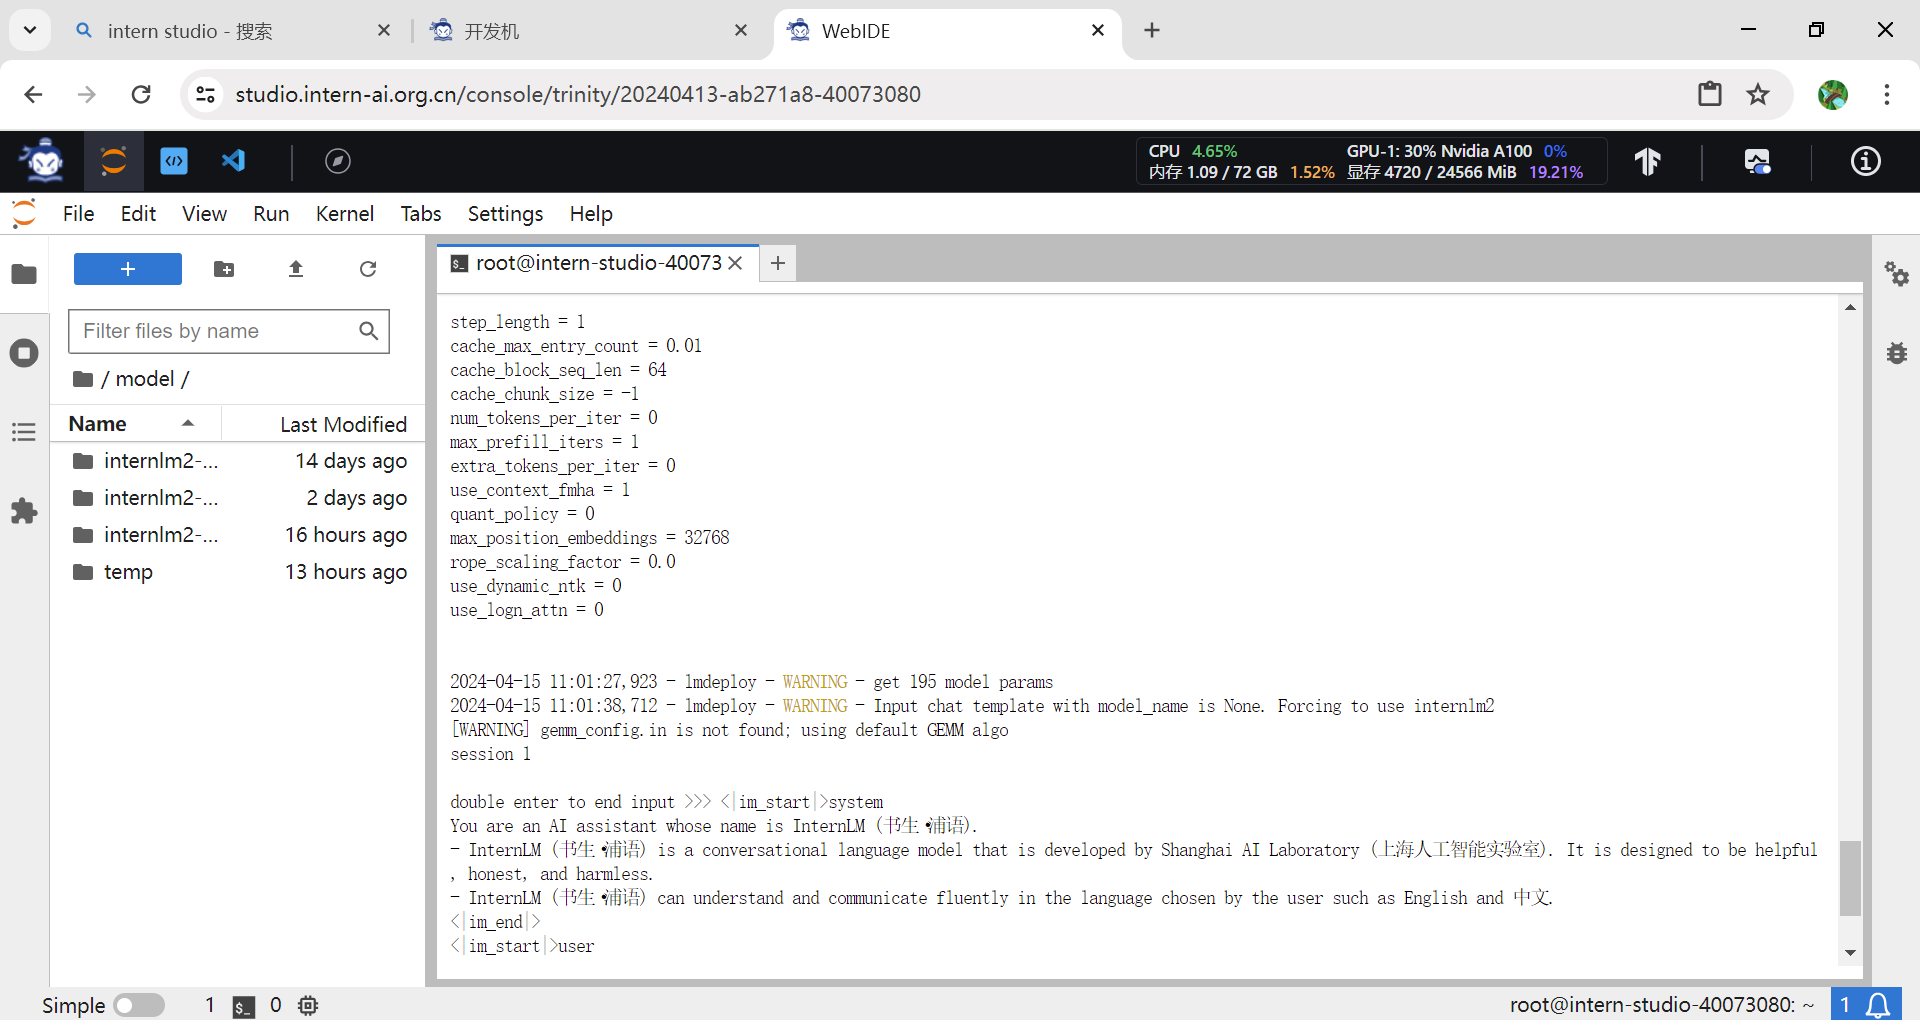 intern studio - 搜索
开发机
WebIDE
studio.intern-ai.org.cn/console/trinity/20240413-ab271a8-40073080
CPU 4.65% GPU-1: 30% Nvidia A100 0%
内存 1.09 / 72 GB 1.52% 显存 4720 / 24566 MiB 19.21%
File Edit View Run Kernel Tabs Settings Help
root@intern-studio-40073
Filter files by name
/ model /
Name Last Modified
internlm2-... 14 days ago
internlm2-... 2 days ago
internlm2-... 16 hours ago
temp 13 hours ago
step_length = 1
cache_max_entry_count = 0.01
cache_block_seq_len = 64
cache_chunk_size = -1
num_tokens_per_iter = 0
max_prefill_iters = 1
extra_tokens_per_iter = 0
use_context_fmha = 1
quant_policy = 0
max_position_embeddings = 32768
rope_scaling_factor = 0.0
use_dynamic_ntk = 0
use_logn_attn = 0
2024-04-15 11:01:27,923 - lmdeploy - WARNING - get 195 model params
2024-04-15 11:01:38,712 - lmdeploy - WARNING - Input chat template with model_name is None. Forcing to use internlm2
[WARNING] gemm_config.in is not found; using default GEMM algo
session 1
double enter to end input >>> <|im_start|>system
You are an AI assistant whose name is InternLM (书生·浦语).
- InternLM (书生·浦语) is a conversational language model that is developed by Shanghai AI Laboratory (上海人工智能实验室). It is designed to be helpful
, honest, and harmless.
- InternLM (书生·浦语) can understand and communicate fluently in the language chosen by the user such as English and 中文.
<|im_end|>
<|im_start|>user
Simple 1 0 root@intern-studio-40073080: ~ 1